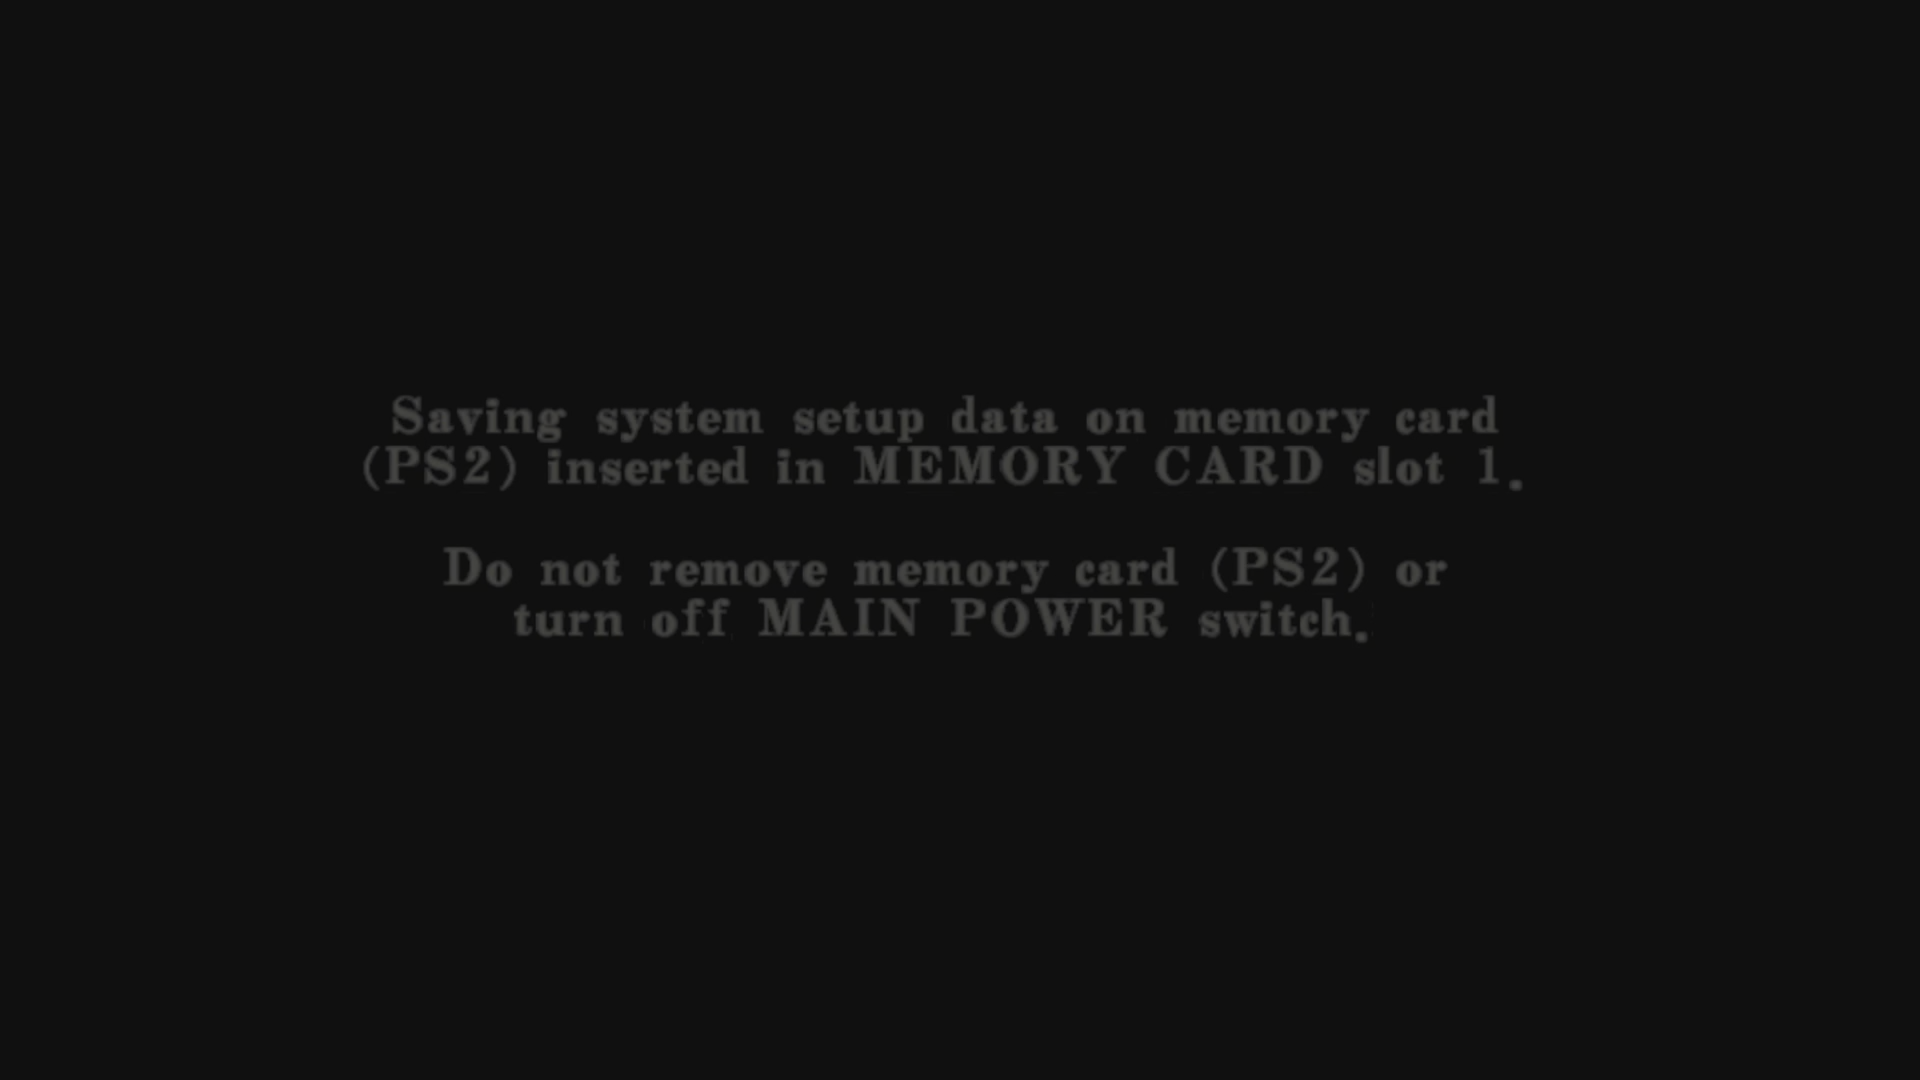 Saving system setup data on memory card
(PS2) inserted in MEMORY CARD slot 1.
Do not remove memory card (PS2) or
turn off MAIN POWER switch.